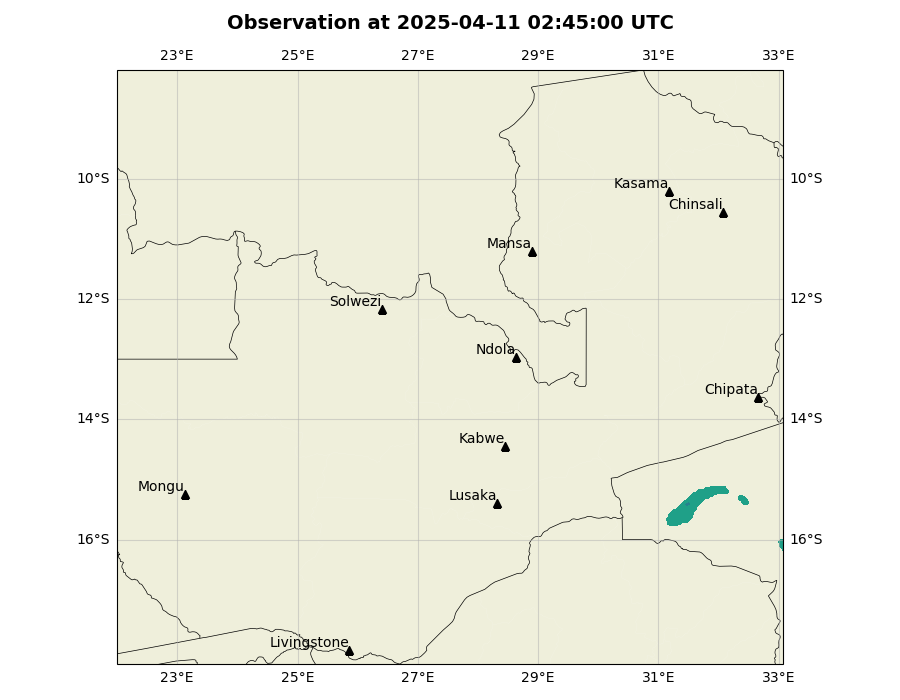 Observation at 2025-04-11 02:45:00 UTC
23°E 25°E 27°E 29°E 31°E 33°E
10°S 10°S
Kasama
Chinsali
Mansa
12°S 12°S
Solwezi
Ndola
Chipata
14°S 14°S
Kabwe
Mongu
Lusaka
16°S 16°S
Livingstone
23°E 25°E 27°E 29°E 31°E 33°E